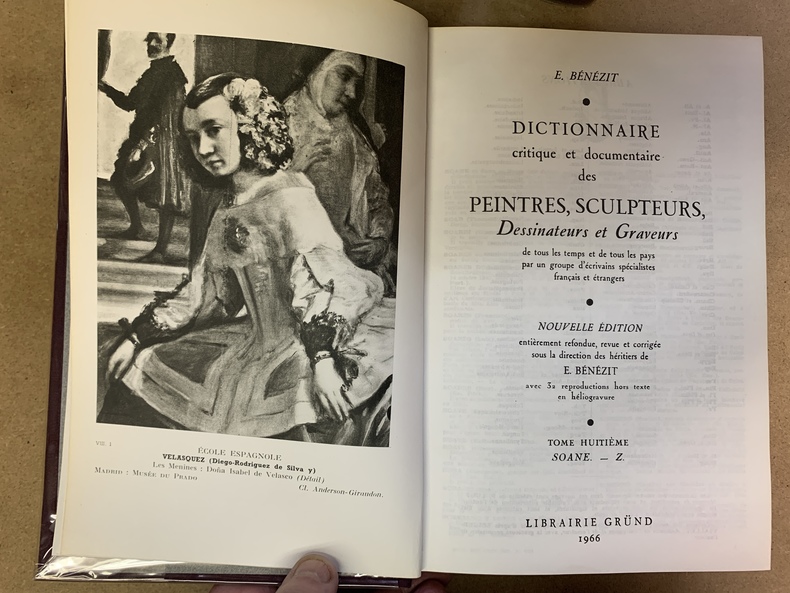 VIII. I
ÉCOLE ESPAGNOLE
VELASQUEZ (Diego-Rodriguez de Silva y)
Les Menines : Doña Isabel de Velasco (Détail)
MADRID : MUSÉE DU PRADO
Cl. Anderson-Giraudon.
E. BÉNÉZIT
DICTIONNAIRE
critique et documentaire
des
PEINTRES, SCULPTEURS,
Dessinateurs et Graveurs
de tous les temps et de tous les pays
par un groupe d'écrivains spécialistes
français et étrangers
NOUVELLE ÉDITION
entièrement refondue, revue et corrigée
sous la direction des héritiers de
E. BÉNÉZIT
avec 32 reproductions hors texte
en héliogravure
TOME HUITIÈME
SOANE. — Z.
LIBRAIRIE GRÜND
1966